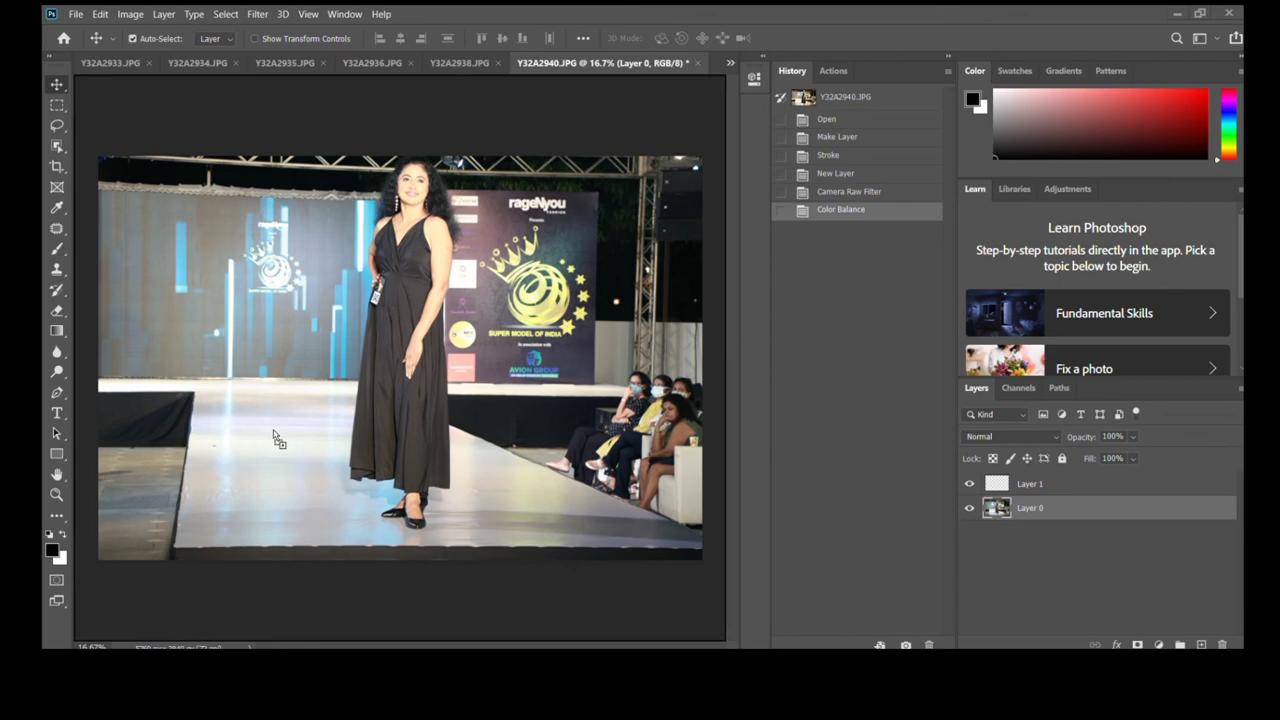 File Edit Image Layer Type Select Filter 3D View Window Help
Auto-Select: Layer Show Transform Controls 3D Mode:
Y32A2933.JPG Y32A2934.JPG Y32A2935.JPG Y32A2936.JPG Y32A2938.JPG Y32A2940.JPG @ 16.7% (Layer 0, RGB/8) *
History Actions
Y32A2940.JPG
Open
Make Layer
Stroke
New Layer
Camera Raw Filter
Color Balance
Color Swatches Gradients Patterns
Learn Libraries Adjustments
Learn Photoshop
Step-by-step tutorials directly in the app. Pick a
topic below to begin.
Fundamental Skills
Fix a photo
Layers Channels Paths
Kind
Normal Opacity: 100%
Lock: Fill: 100%
Layer 1
Layer 0
rageNyou
FASHION
Presents
SUPER MODEL OF INDIA
In association with
AVION GROUP
16.67%